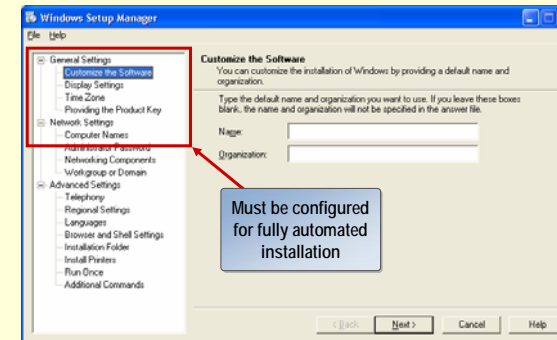 Windows Setup Manager
File Help
General Settings
Customize the Software
Display Settings
Time Zone
Providing the Product Key
Network Settings
Computer Names
Administrator Password
Networking Components
Workgroup or Domain
Advanced Settings
Telephony
Regional Settings
Languages
Browser and Shell Settings
Installation Folder
Install Printers
Run Once
Additional Commands
Customize the Software
You can customize the installation of Windows by providing a default name and
organization.
Type the default name and organization you want to use. If you leave these boxes
blank, the name and organization will not be specified in the answer file.
Name:
Organization:
Must be configured
for fully automated
installation
< Back
Next >
Cancel
Help